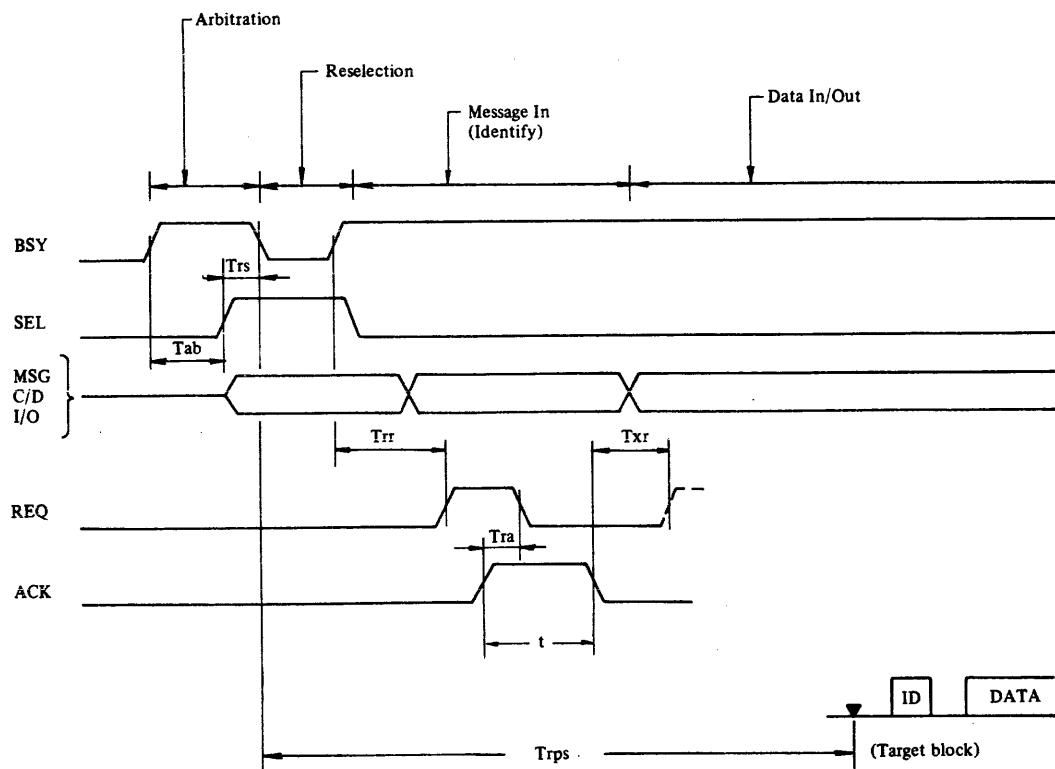 Arbitration
Reselection
Message In
(Identify)
Data In/Out
BSY
Trs
SEL
Tab
MSG
C/D
I/O
Trr
Txr
REQ
Tra
ACK
t
ID
DATA
Trps
(Target block)